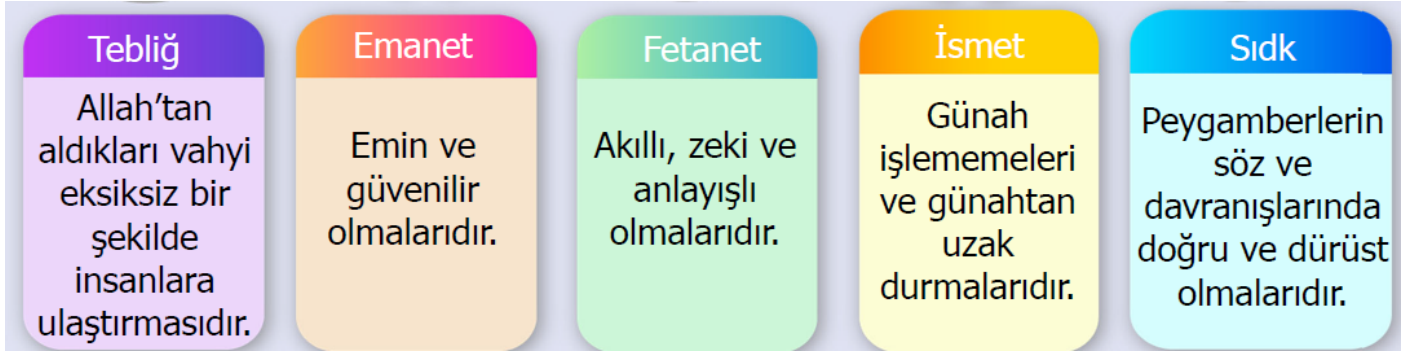 Tebliğ
Allah’tan
aldıkları vahyi
eksiksiz bir
şekilde
insanlara
ulaştırmasıdır.
Emanet
Emin ve
güvenilir
olmalarıdır.
Fetanet
Akıllı, zeki ve
anlayışlı
olmalarıdır.
İsmet
Günah
işlememeleri
ve günahtan
uzak
durmalarıdır.
Sıdk
Peygamberlerin
söz ve
davranışlarında
doğru ve dürüst
olmalarıdır.